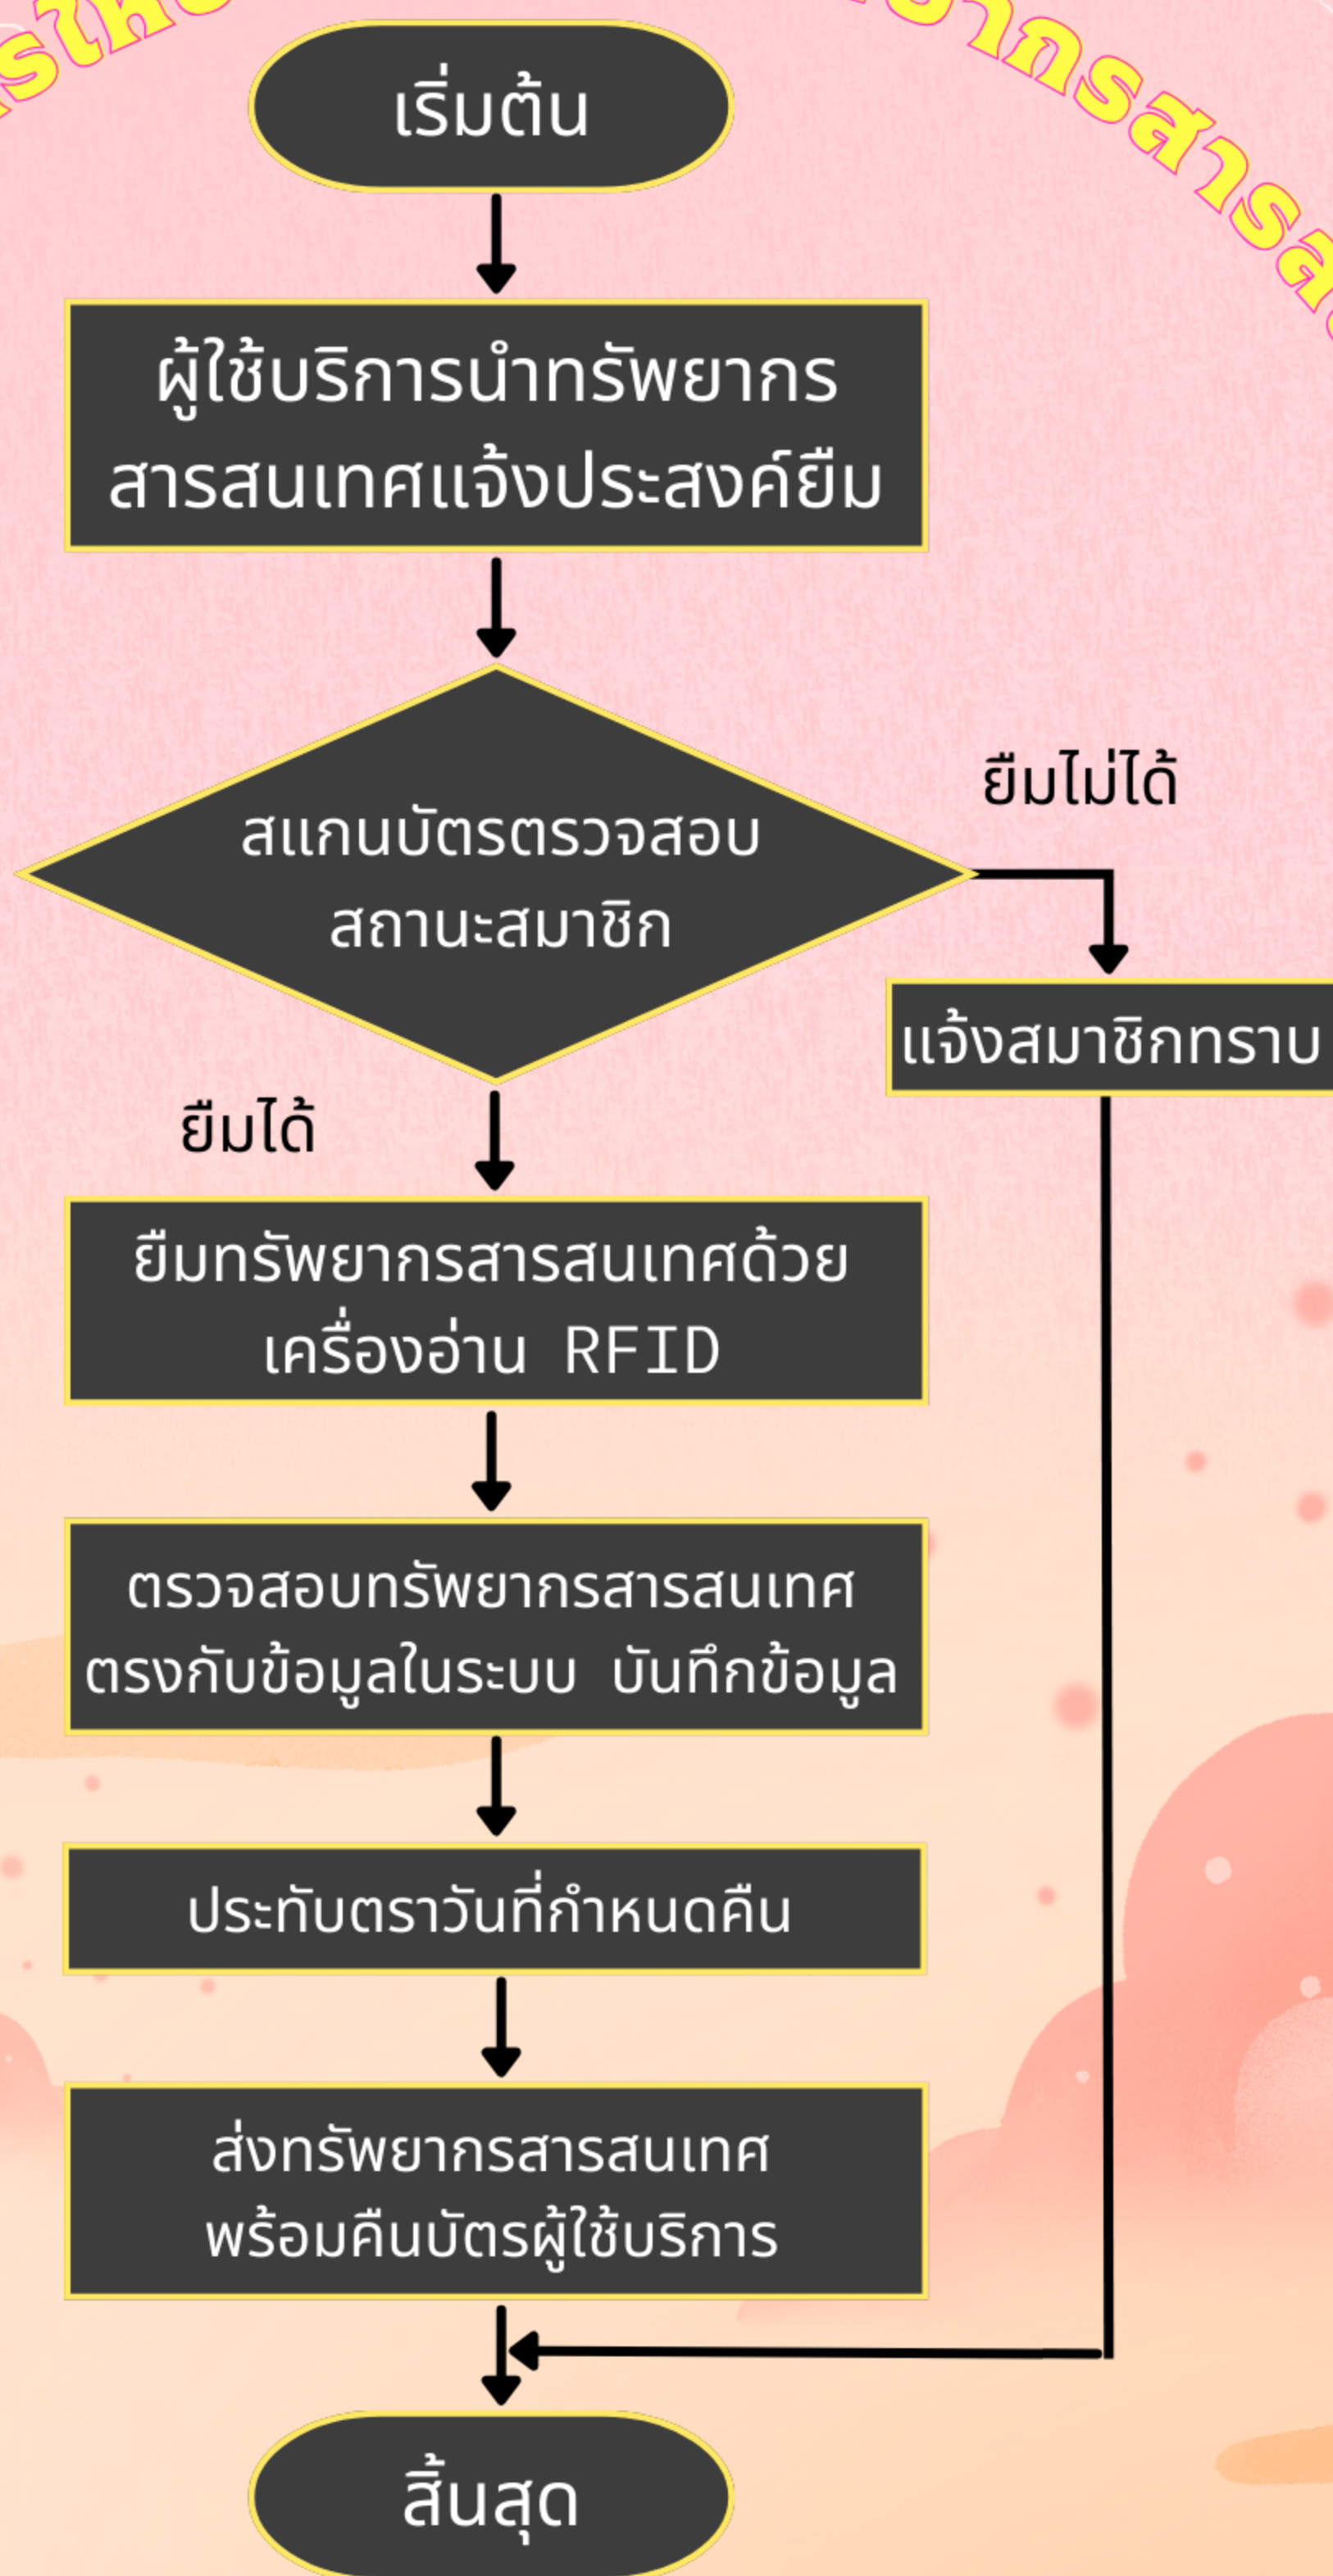 ยากรสารส
เริ่มต้น
ผู้ใช้บริการนำทรัพยากร
สารสนเทศแจ้งประสงค์ยืม
สแกนบัตรตรวจสอบ
สถานะสมาชิก
ยืมไม่ได้
แจ้งสมาชิกทราบ
ยืมได้
ยืมทรัพยากรสารสนเทศด้วย
เครื่องอ่าน RFID
ตรวจสอบทรัพยากรสารสนเทศ
ตรงกับข้อมูลในระบบ บันทึกข้อมูล
ประทับตราวันที่กำหนดคืน
ส่งทรัพยากรสารสนเทศ
พร้อมคืนบัตรผู้ใช้บริการ
สิ้นสุด